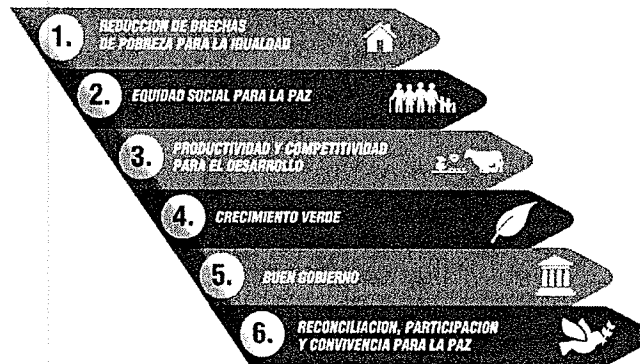 1. REDUCCION DE BRECHAS
DE POBREZA PARA LA IGUALDAD
2. EQUIDAD SOCIAL PARA LA PAZ
3. PRODUCTIVIDAD Y COMPETITIVIDAD
PARA EL DESARROLLO
4. CRECIMIENTO VERDE
5. BUEN GOBIERNO
6. RECONCILIACION, PARTICIPACION
Y CONVIVENCIA PARA LA PAZ